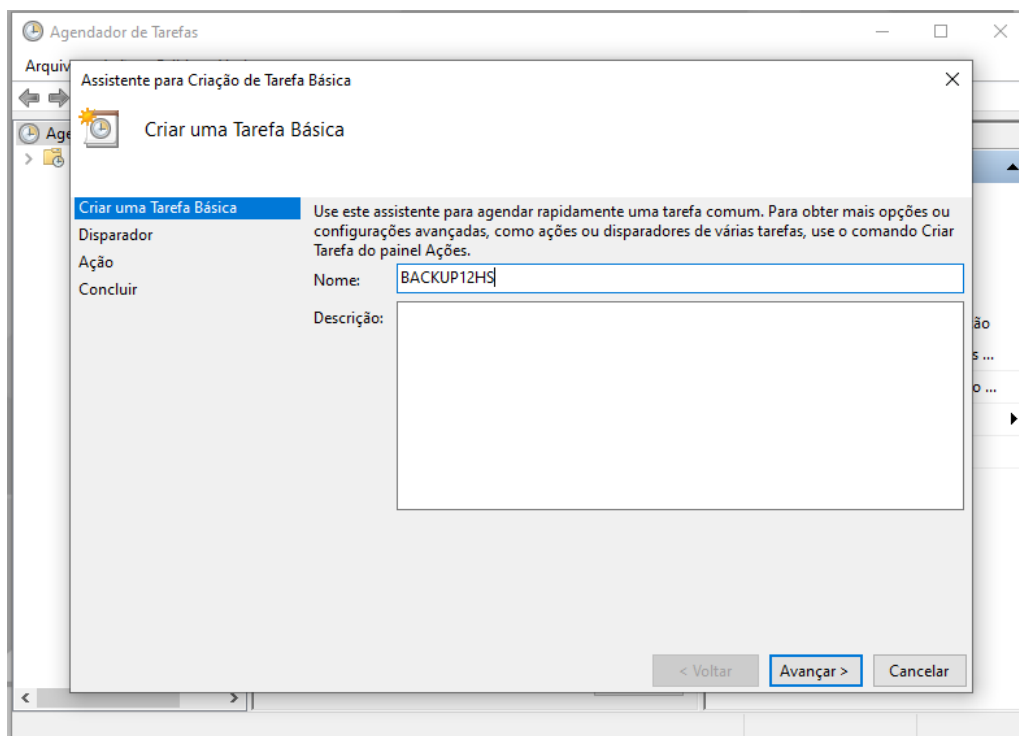 Agendador de Tarefas
Arquiv
Assistente para Criação de Tarefa Básica
Criar uma Tarefa Básica
Age
Criar uma Tarefa Básica
Disparador
Ação
Concluir
Use este assistente para agendar rapidamente uma tarefa comum. Para obter mais opções ou
configurações avançadas, como ações ou disparadores de várias tarefas, use o comando Criar
Tarefa do painel Ações.
Nome: BACKUP12HS
Descrição:
ão
s ...
o ...
< Voltar
Avançar >
Cancelar